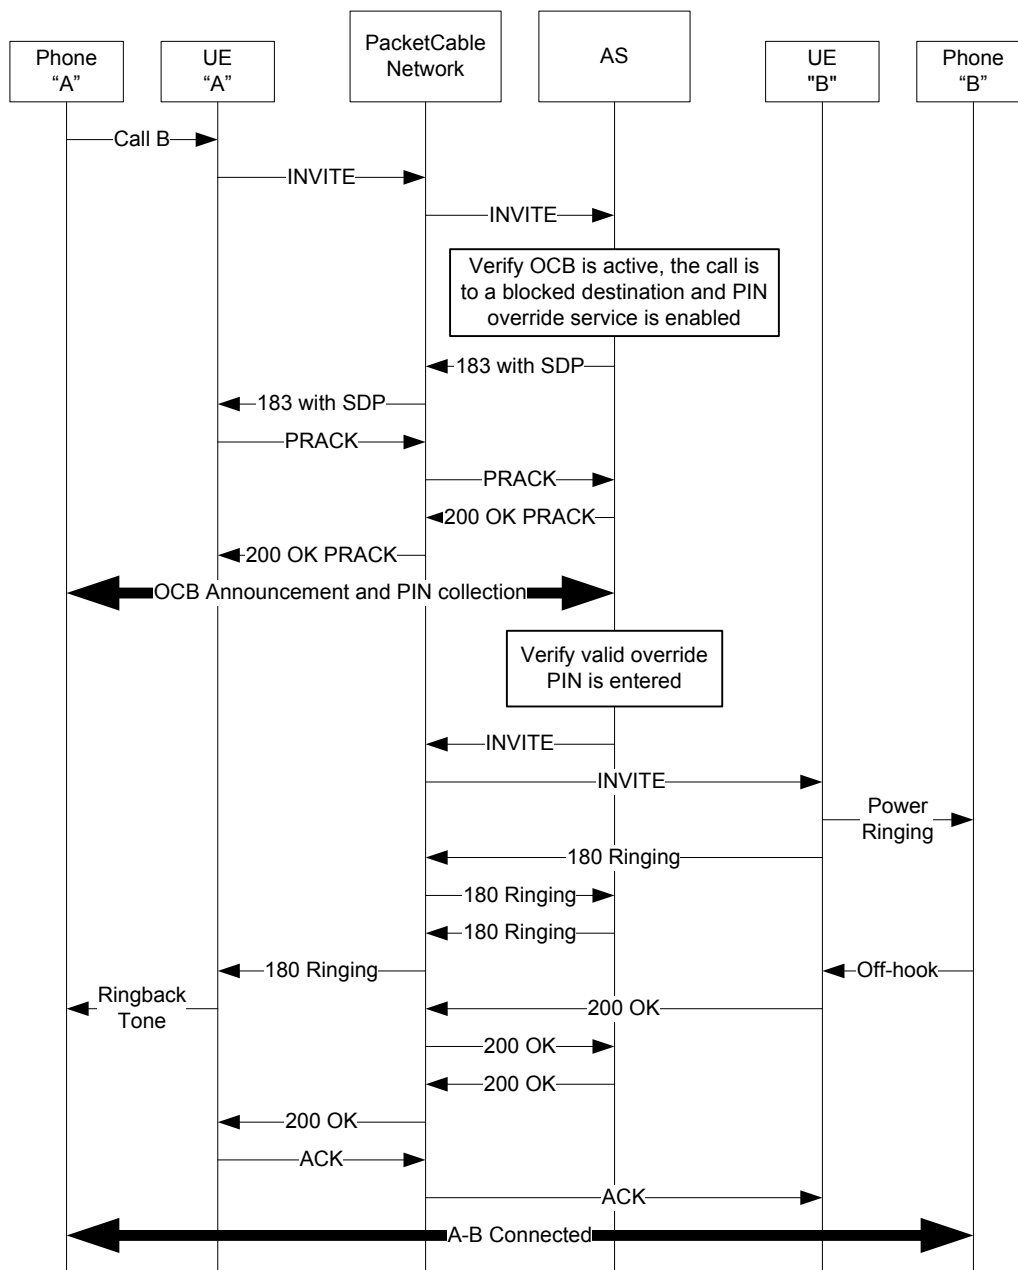 Phone
“A”
UE
“A”
PacketCable
Network
AS
UE
"B"
Phone
“B”
Call B
INVITE
INVITE
Verify OCB is active, the call is
to a blocked destination and PIN
override service is enabled
183 with SDP
183 with SDP
PRACK
PRACK
200 OK PRACK
200 OK PRACK
OCB Announcement and PIN collection
Verify valid override
PIN is entered
INVITE
INVITE
Power
Ringing
180 Ringing
180 Ringing
180 Ringing
180 Ringing
Off-hook
Ringback
Tone
200 OK
200 OK
200 OK
200 OK
ACK
ACK
A-B Connected